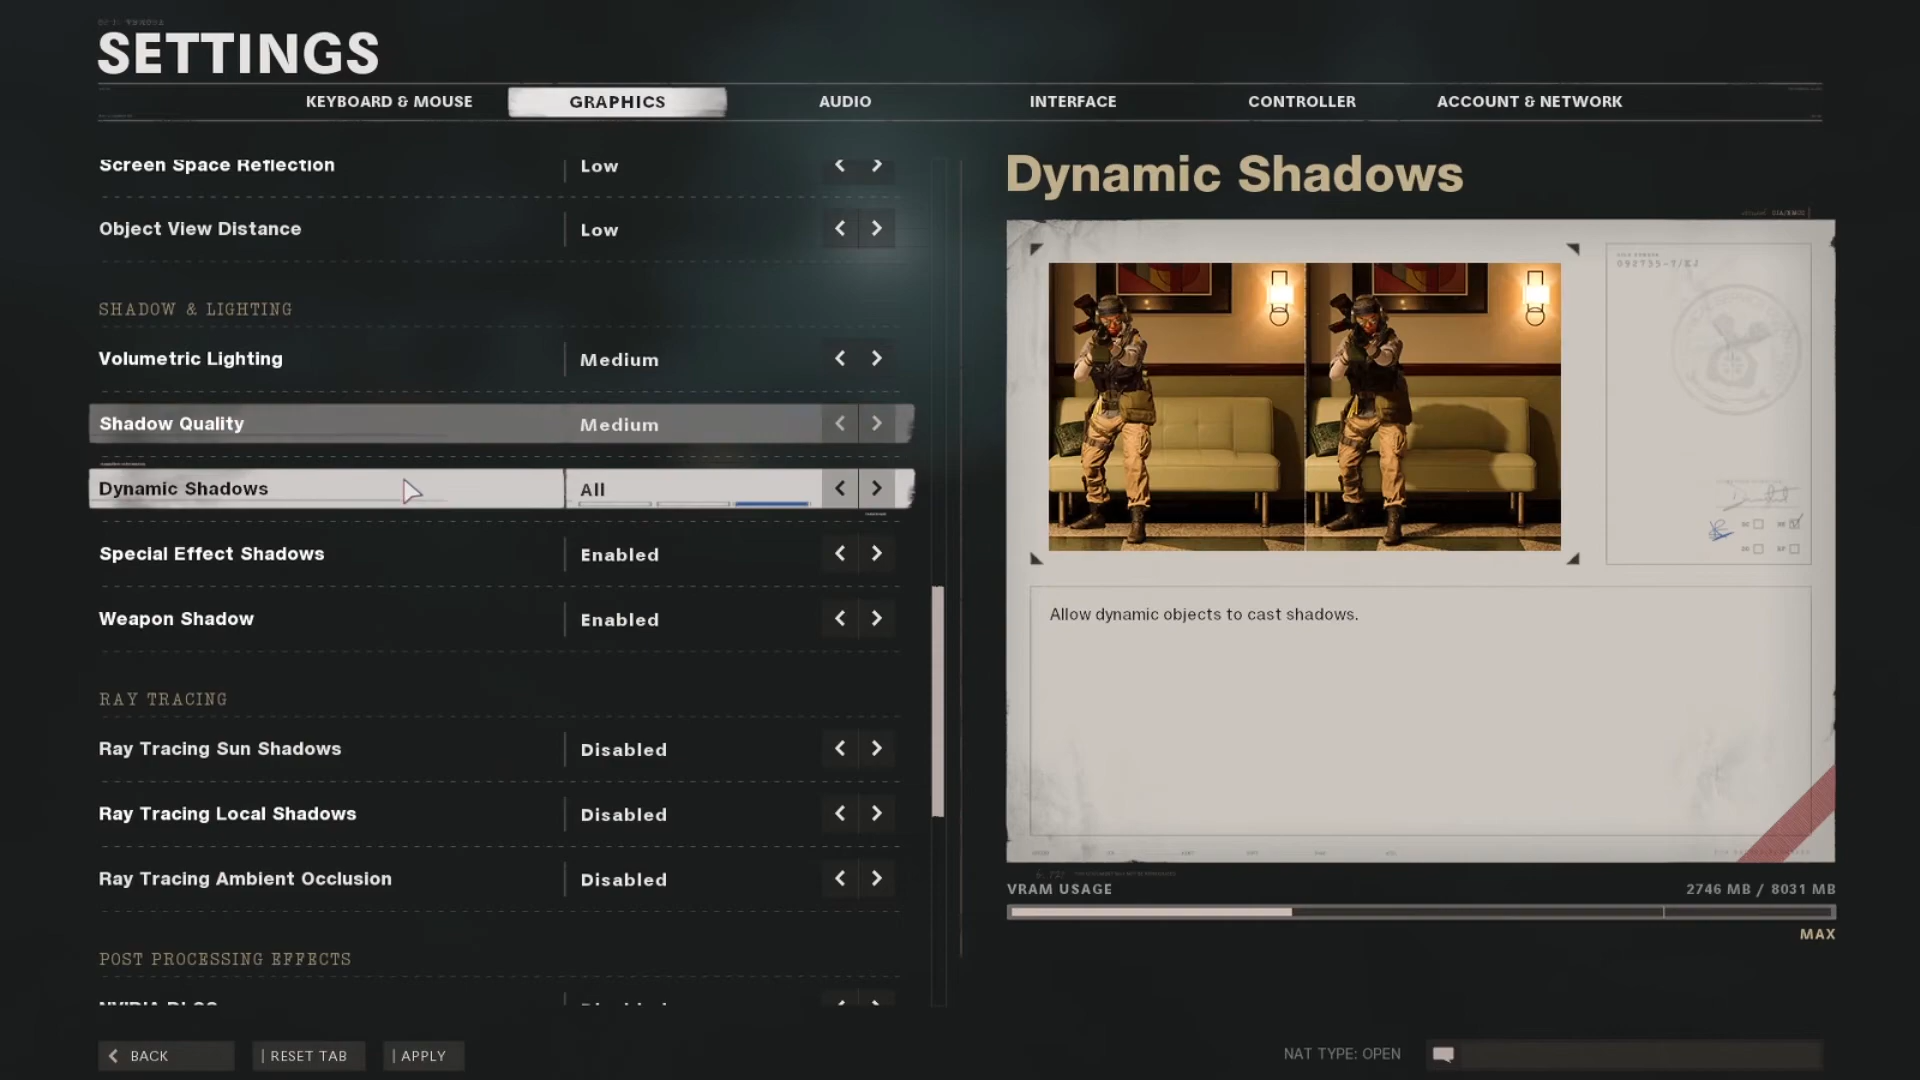 SETTINGS
KEYBOARD & MOUSE
GRAPHICS
AUDIO
INTERFACE
CONTROLLER
ACCOUNT & NETWORK
Screen Space Reflection
Low
Object View Distance
Low
SHADOW & LIGHTING
Volumetric Lighting
Medium
Shadow Quality
Medium
Dynamic Shadows
All
Special Effect Shadows
Enabled
Weapon Shadow
Enabled
RAY TRACING
Ray Tracing Sun Shadows
Disabled
Ray Tracing Local Shadows
Disabled
Ray Tracing Ambient Occlusion
Disabled
POST PROCESSING EFFECTS
NVIDIA DLSS
Disabled
BACK
RESET TAB
APPLY
Dynamic Shadows
Allow dynamic objects to cast shadows.
VRAM USAGE
2746 MB / 8031 MB
MAX
NAT TYPE: OPEN